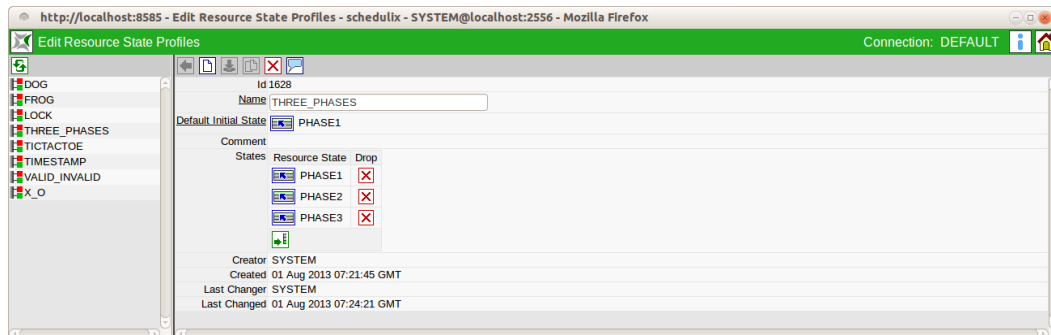 http://localhost:8585 - Edit Resource State Profiles - schedulix - SYSTEM@localhost:2556 - Mozilla Firefox
Edit Resource State Profiles Connection: DEFAULT
DOG
FROG
LOCK
THREE_PHASES
TICTACTOE
TIMESTAMP
VALID_INVALID
X_O
Id 1628
Name THREE_PHASES
Default Initial State PHASE1
Comment
States Resource State Drop
PHASE1
PHASE2
PHASE3
Creator SYSTEM
Created 01 Aug 2013 07:21:45 GMT
Last Changer SYSTEM
Last Changed 01 Aug 2013 07:24:21 GMT